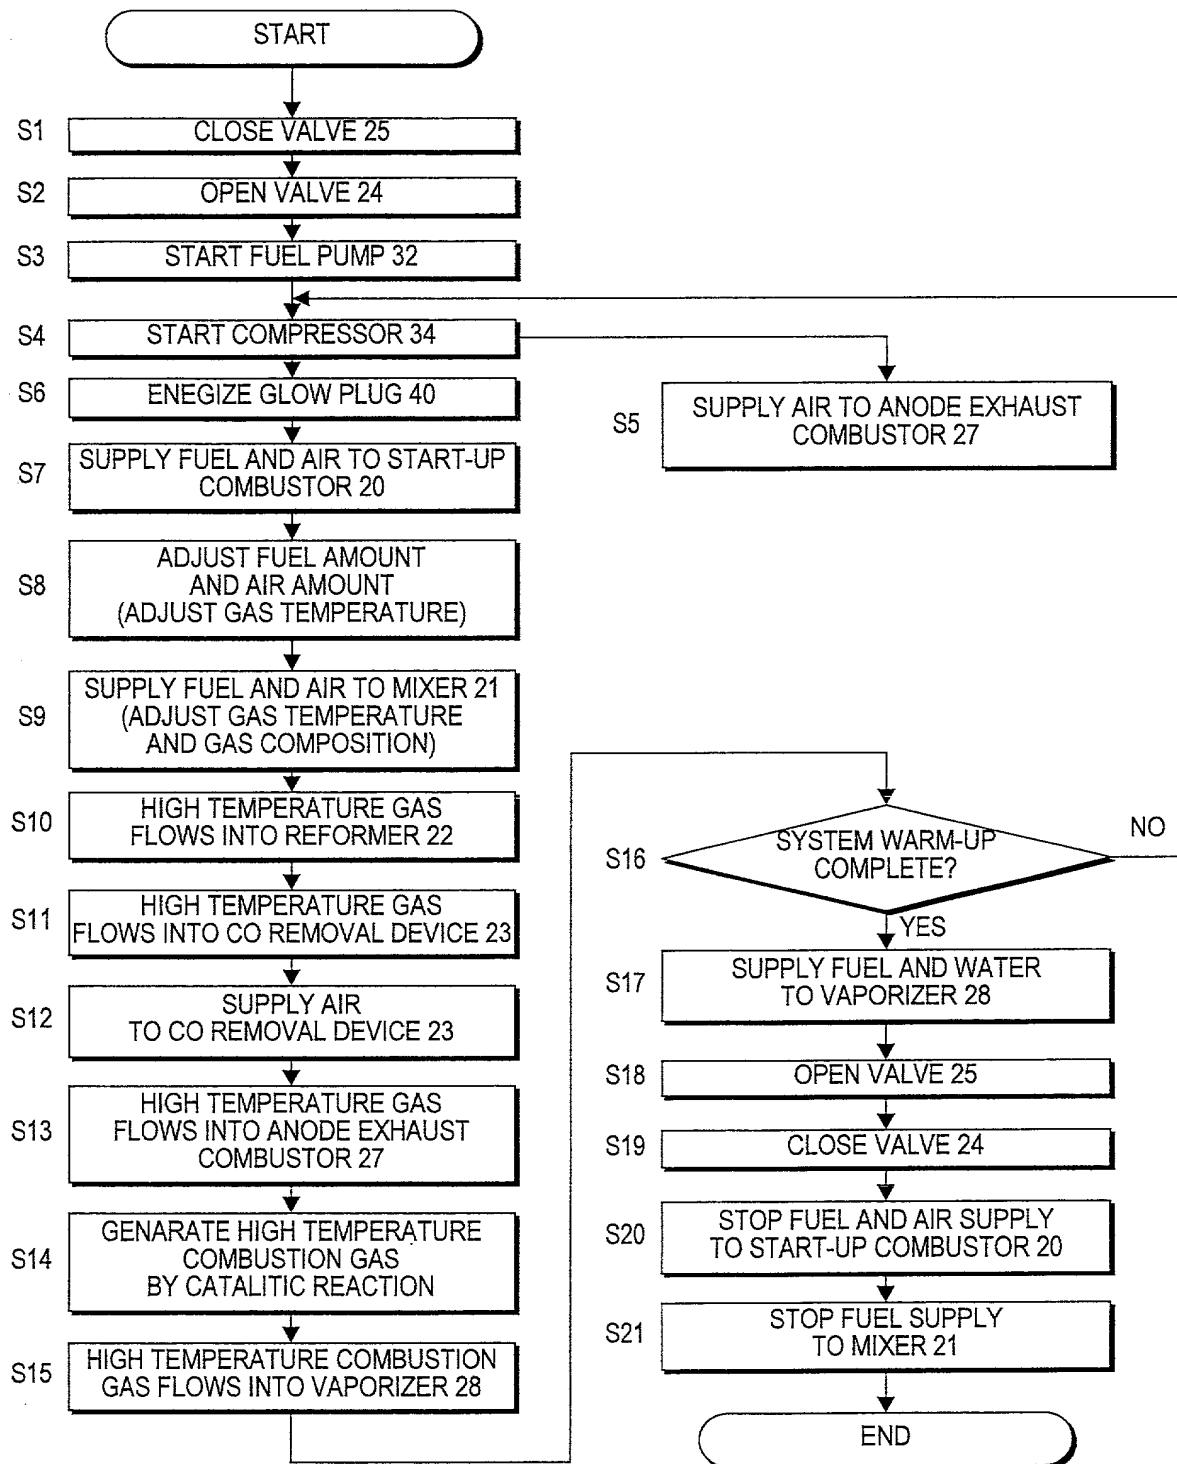 START
S1
CLOSE VALVE 25
S2
OPEN VALVE 24
S3
START FUEL PUMP 32
S4
START COMPRESSOR 34
S6
ENEGIZE GLOW PLUG 40
S5
SUPPLY AIR TO ANODE EXHAUST
COMBUSTOR 27
S7
SUPPLY FUEL AND AIR TO START-UP
COMBUSTOR 20
S8
ADJUST FUEL AMOUNT
AND AIR AMOUNT
(ADJUST GAS TEMPERATURE)
S9
SUPPLY FUEL AND AIR TO MIXER 21
(ADJUST GAS TEMPERATURE
AND GAS COMPOSITION)
S10
HIGH TEMPERATURE GAS
FLOWS INTO REFORMER 22
S11
HIGH TEMPERATURE GAS
FLOWS INTO CO REMOVAL DEVICE 23
S12
SUPPLY AIR
TO CO REMOVAL DEVICE 23
S13
HIGH TEMPERATURE GAS
FLOWS INTO ANODE EXHAUST
COMBUSTOR 27
S14
GENARATE HIGH TEMPERATURE
COMBUSTION GAS
BY CATALITIC REACTION
S15
HIGH TEMPERATURE COMBUSTION
GAS FLOWS INTO VAPORIZER 28
S16
SYSTEM WARM-UP
COMPLETE?
NO
YES
S17
SUPPLY FUEL AND WATER
TO VAPORIZER 28
S18
OPEN VALVE 25
S19
CLOSE VALVE 24
S20
STOP FUEL AND AIR SUPPLY
TO START-UP COMBUSTOR 20
S21
STOP FUEL SUPPLY
TO MIXER 21
END